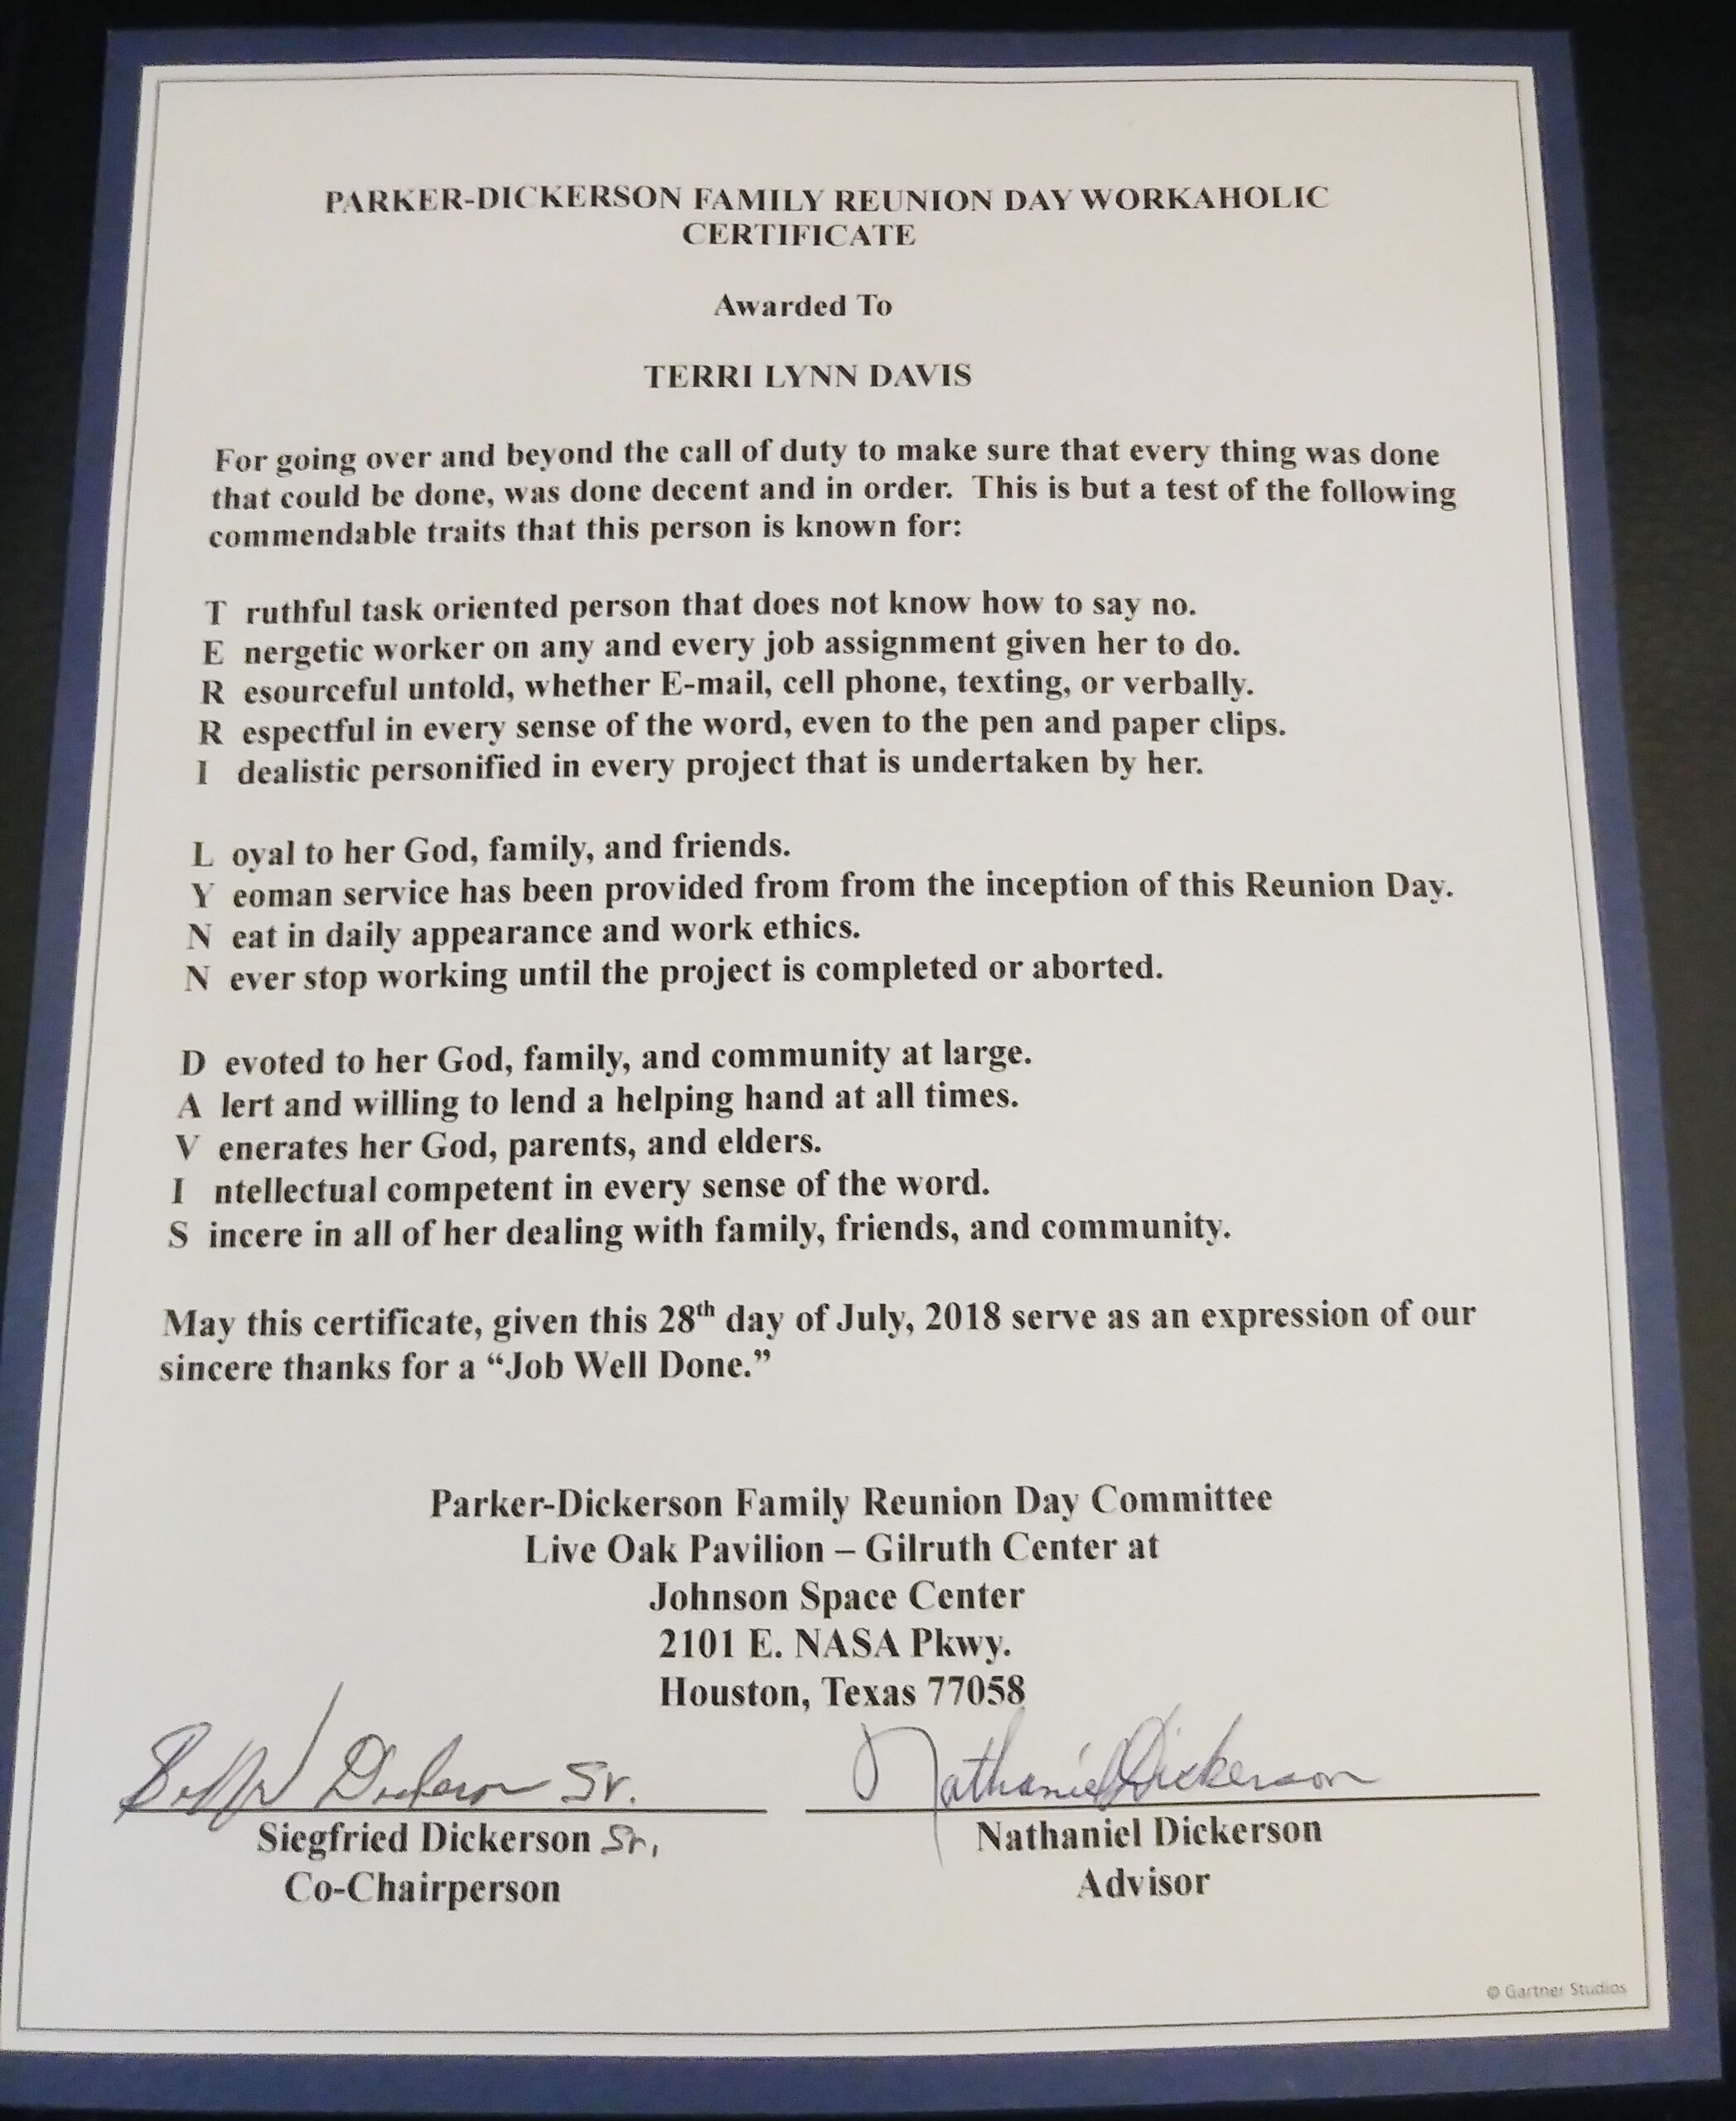 PARKER-DICKERSON FAMILY REUNION DAY WORKAHOLIC
CERTIFICATE
Awarded To
TERRI LYNN DAVIS
For going over and beyond the call of duty to make sure that every thing was done
that could be done, was done decent and in order. This is but a test of the following
commendable traits that this person is known for:
T ruthful task oriented person that does not know how to say no.
E nergetic worker on any and every job assignment given her to do.
R esourceful untold, whether E-mail, cell phone, texting, or verbally.
R espectful in every sense of the word, even to the pen and paper clips.
I dealistic personified in every project that is undertaken by her.
L oyal to her God, family, and friends.
Y eoman service has been provided from from the inception of this Reunion Day.
N eat in daily appearance and work ethics.
N ever stop working until the project is completed or aborted.
D evoted to her God, family, and community at large.
A lert and willing to lend a helping hand at all times.
V enerates her God, parents, and elders.
I ntellectual competent in every sense of the word.
S incere in all of her dealing with family, friends, and community.
May this certificate, given this 28th day of July, 2018 serve as an expression of our
sincere thanks for a “Job Well Done.”
Parker-Dickerson Family Reunion Day Committee
Live Oak Pavilion – Gilruth Center at
Johnson Space Center
2101 E. NASA Pkwy.
Houston, Texas 77058
Dickerson Sr. Nathaniel Dickerson
Siegfried Dickerson Sr. Nathaniel Dickerson
Co-Chairperson Advisor
© Gartner Studios